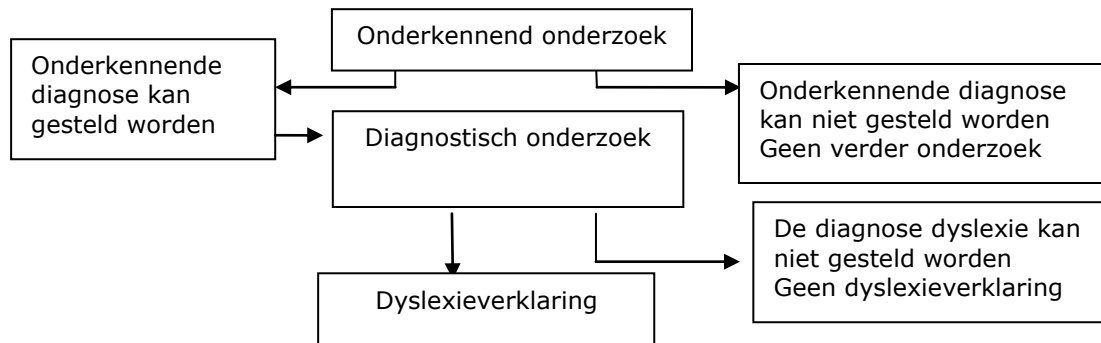 Onderkennend onderzoek
Onderkennende
diagnose kan
gesteld worden
Onderkennende diagnose
kan niet gesteld worden
Geen verder onderzoek
Diagnostisch onderzoek
De diagnose dyslexie kan
niet gesteld worden
Geen dyslexieverklaring
Dyslexieverklaring